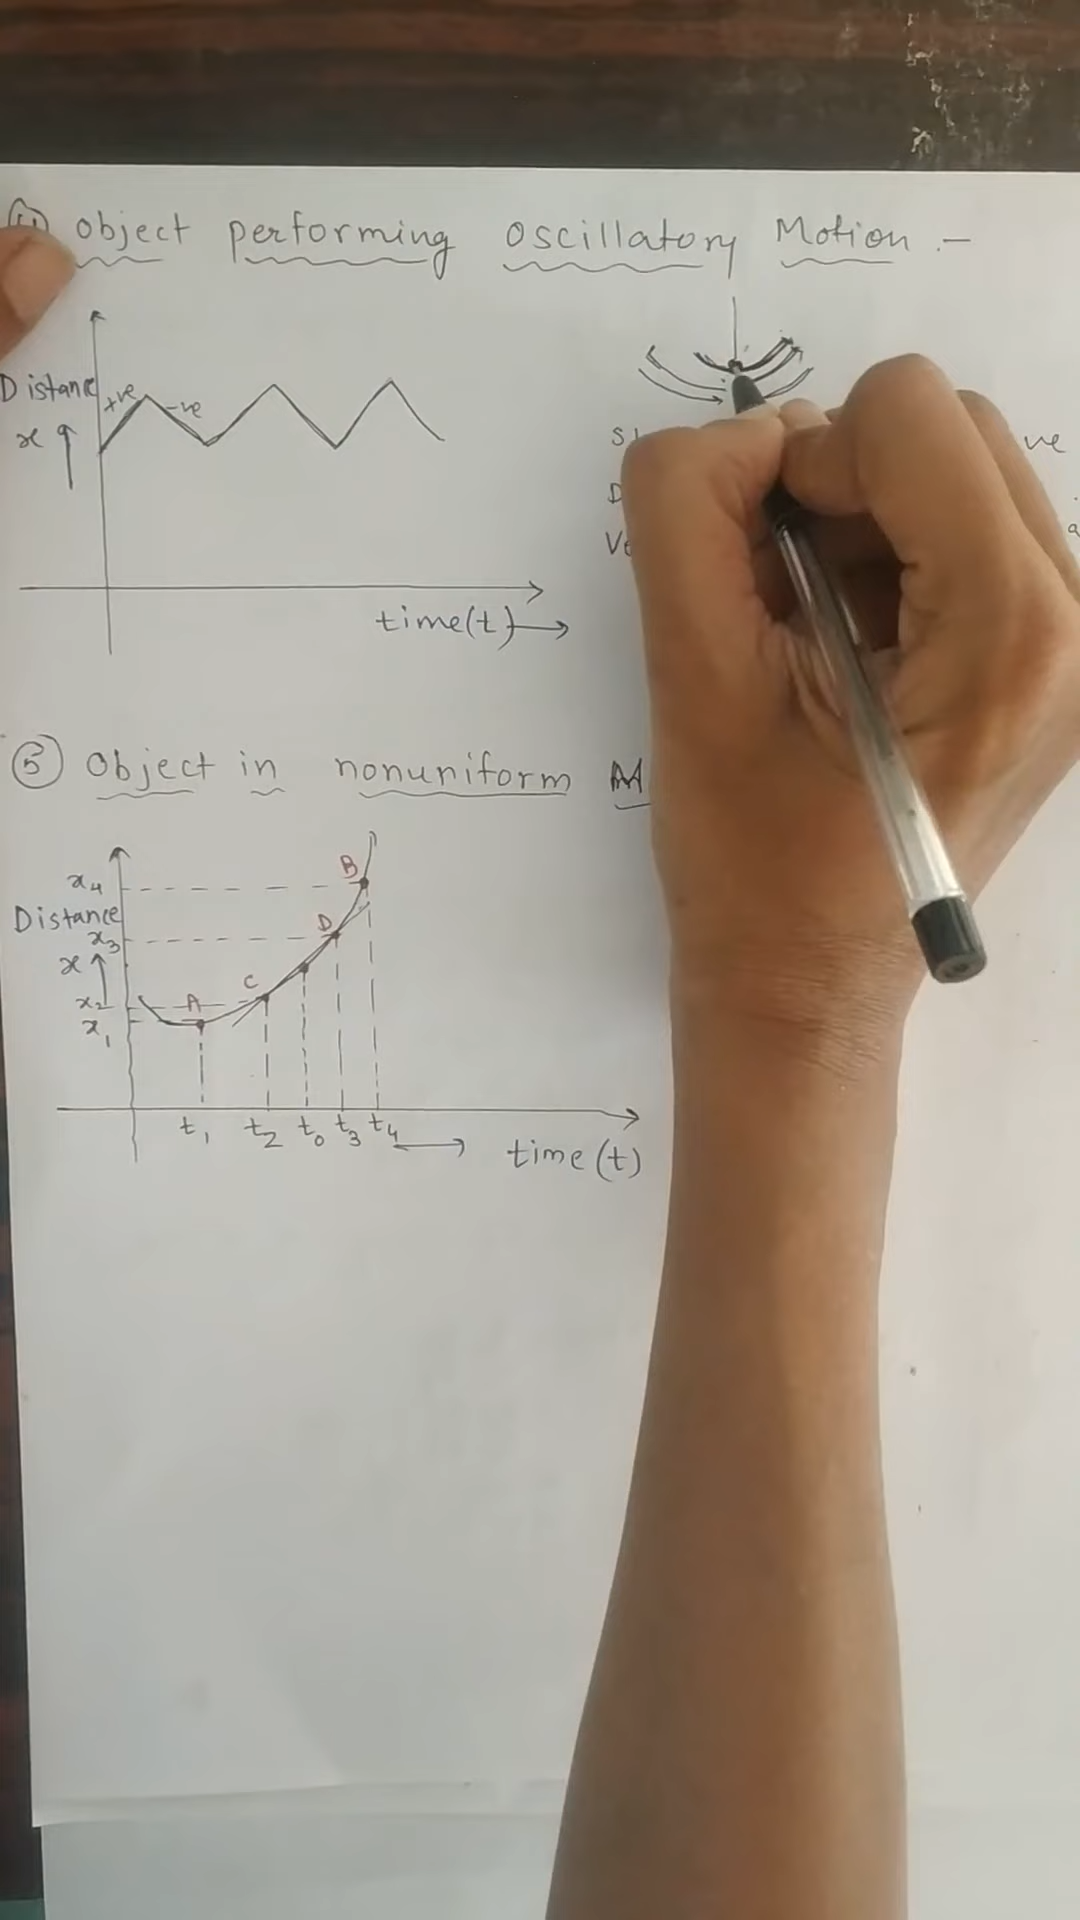 object performing oscillatory Motion :-
Distance
+ve
-ve
x
time(t)
ve
⑤ Object in nonuniform
B
x4
Distance
D
x3
x
C
x2
A
x1
t1 t2 t0 t3 t4
time (t)